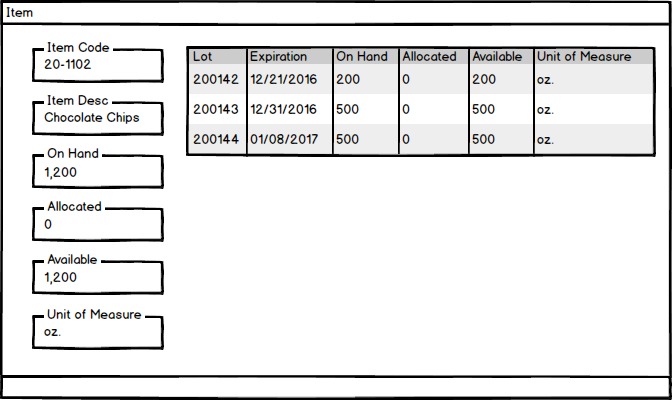 Item
Item Code
20-1102
Item Desc
Chocolate Chips
On Hand
1,200
Allocated
0
Available
1,200
Unit of Measure
oz.
Lot Expiration On Hand Allocated Available Unit of Measure
200142 12/21/2016 200 0 200 oz.
200143 12/31/2016 500 0 500 oz.
200144 01/08/2017 500 0 500 oz.